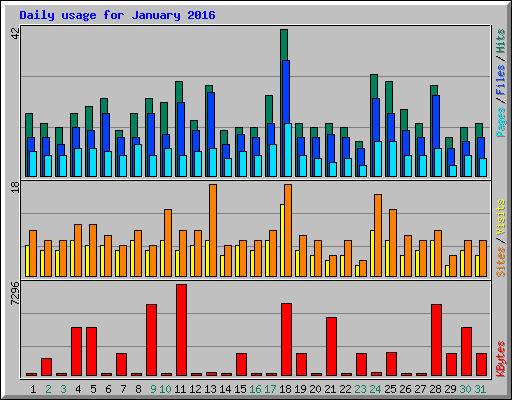 Daily usage for January 2016
42
Pages / Files / Hits
18
Sites / Visits
7296
KBytes
1 2 3 4 5 6 7 8 9 10 11 12 13 14 15 16 17 18 19 20 21 22 23 24 25 26 27 28 29 30 31